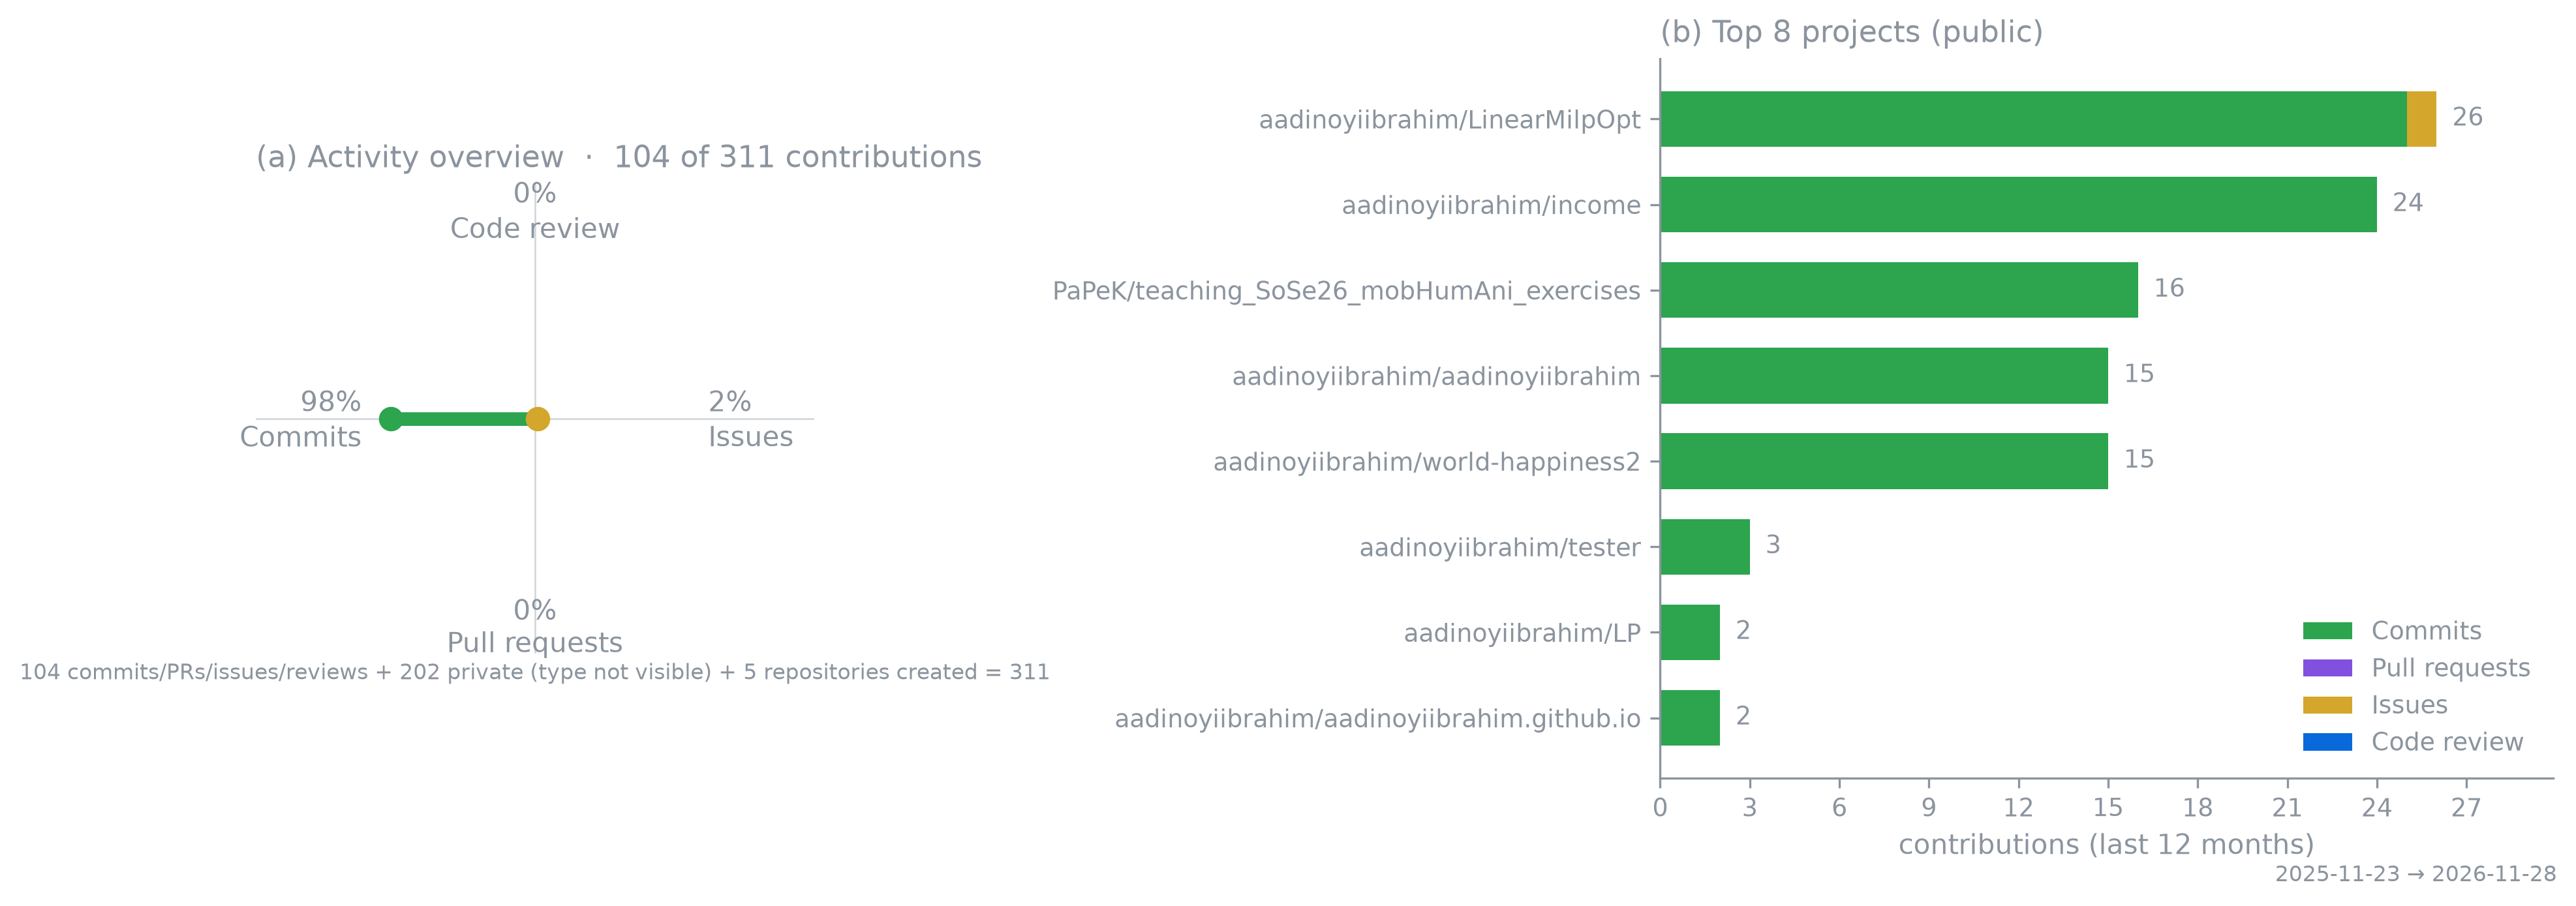 (a) Activity overview · 104 of 311 contributions
0%
Code review
98%
Commits
2%
Issues
0%
Pull requests
104 commits/PRs/issues/reviews + 202 private (type not visible) + 5 repositories created = 311
(b) Top 8 projects (public)
aadinoyiibrahim/LinearMilpOpt 26
aadinoyiibrahim/income 24
PaPeK/teaching_SoSe26_mobHumAni_exercises 16
aadinoyiibrahim/aadinoyiibrahim 15
aadinoyiibrahim/world-happiness2 15
aadinoyiibrahim/tester 3
aadinoyiibrahim/LP 2
aadinoyiibrahim/aadinoyiibrahim.github.io 2
Commits
Pull requests
Issues
Code review
0 3 6 9 12 15 18 21 24 27
contributions (last 12 months)
2025-11-23 → 2026-11-28